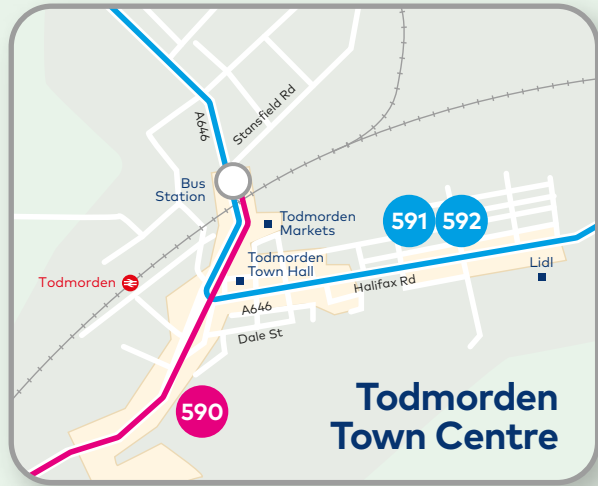 A646
Stansfield Rd
Bus
Station
Todmorden
Markets
591
592
Todmorden
Town Hall
Todmorden
Lidl
Halifax Rd
A646
Dale St
590
Todmorden
Town Centre